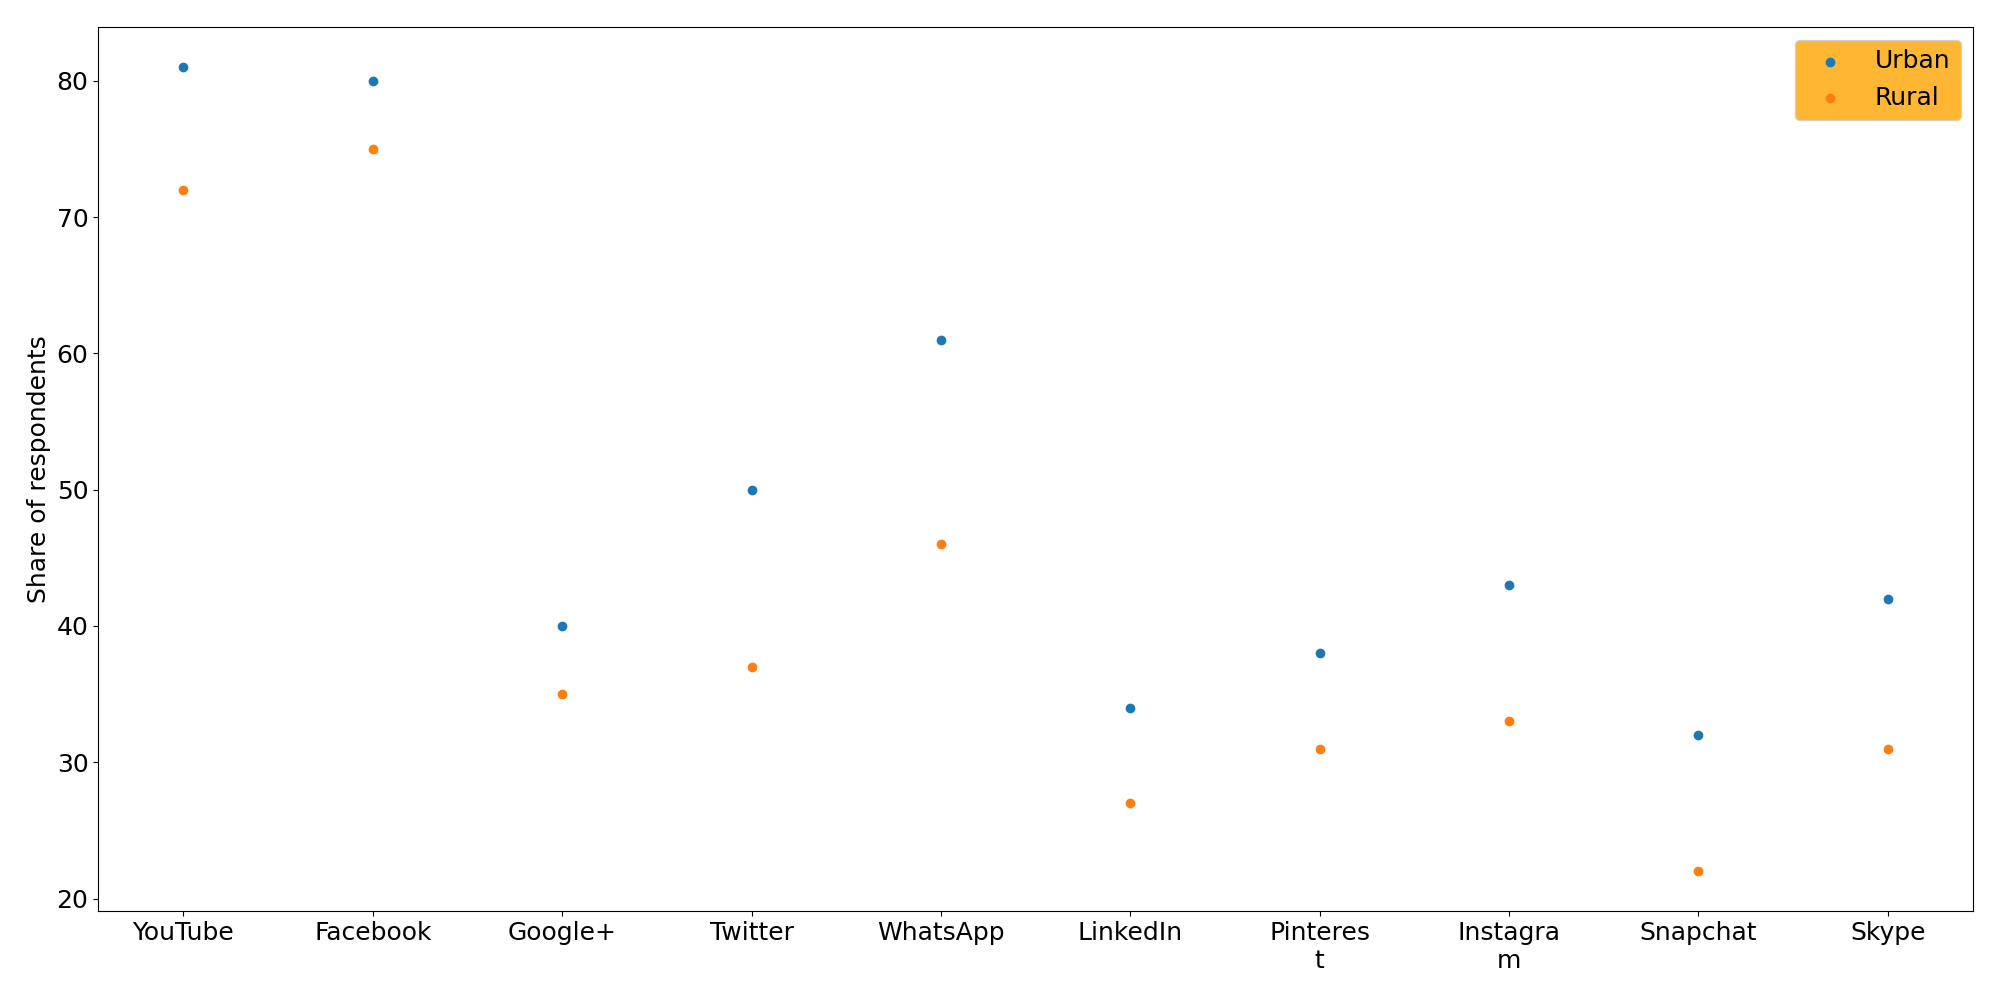 Urban
Rural
80
70
60
50
40
30
20
Share of respondents
YouTube
Facebook
Google+
Twitter
WhatsApp
LinkedIn
Pinteres
t
Instagra
m
Snapchat
Skype